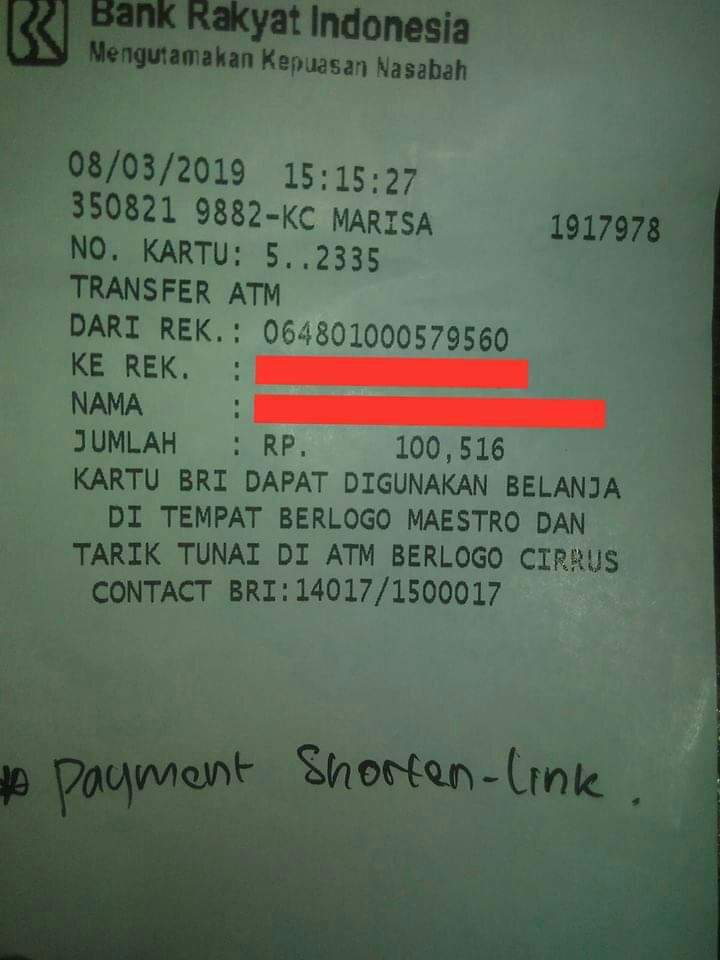 Bank Rakyat Indonesia
Mengutamakan Kepuasan Nasabah
08/03/2019 15:15:27
350821 9882-KC MARISA 1917978
NO. KARTU: 5..2335
TRANSFER ATM
DARI REK.: 064801000579560
KE REK. :
NAMA :
JUMLAH : RP. 100,516
KARTU BRI DAPAT DIGUNAKAN BELANJA
DI TEMPAT BERLOGO MAESTRO DAN
TARIK TUNAI DI ATM BERLOGO CIRRUS
CONTACT BRI:14017/1500017
* Payment Shorten-link.